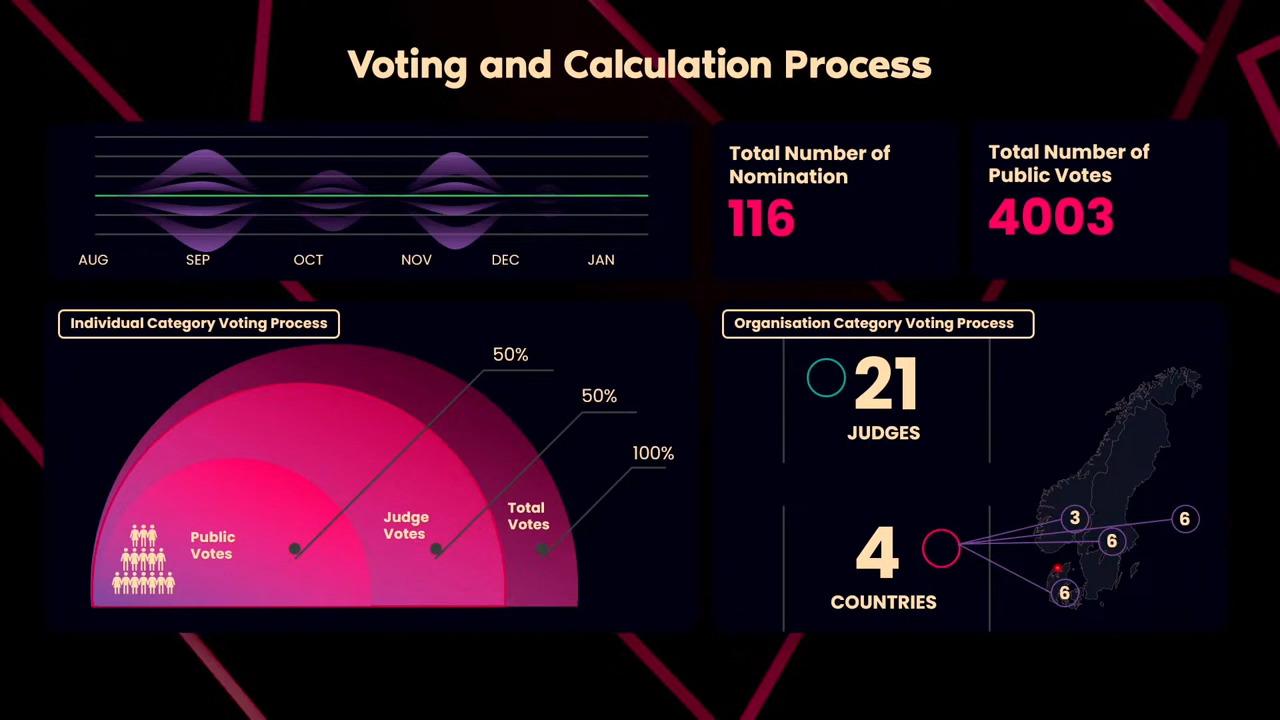 Voting and Calculation Process
AUG SEP OCT NOV DEC JAN
Total Number of
Nomination
116
Total Number of
Public Votes
4003
Individual Category Voting Process
50%
50%
100%
Public
Votes
Judge
Votes
Total
Votes
Organisation Category Voting Process
21
JUDGES
4
COUNTRIES
3
6
6
6